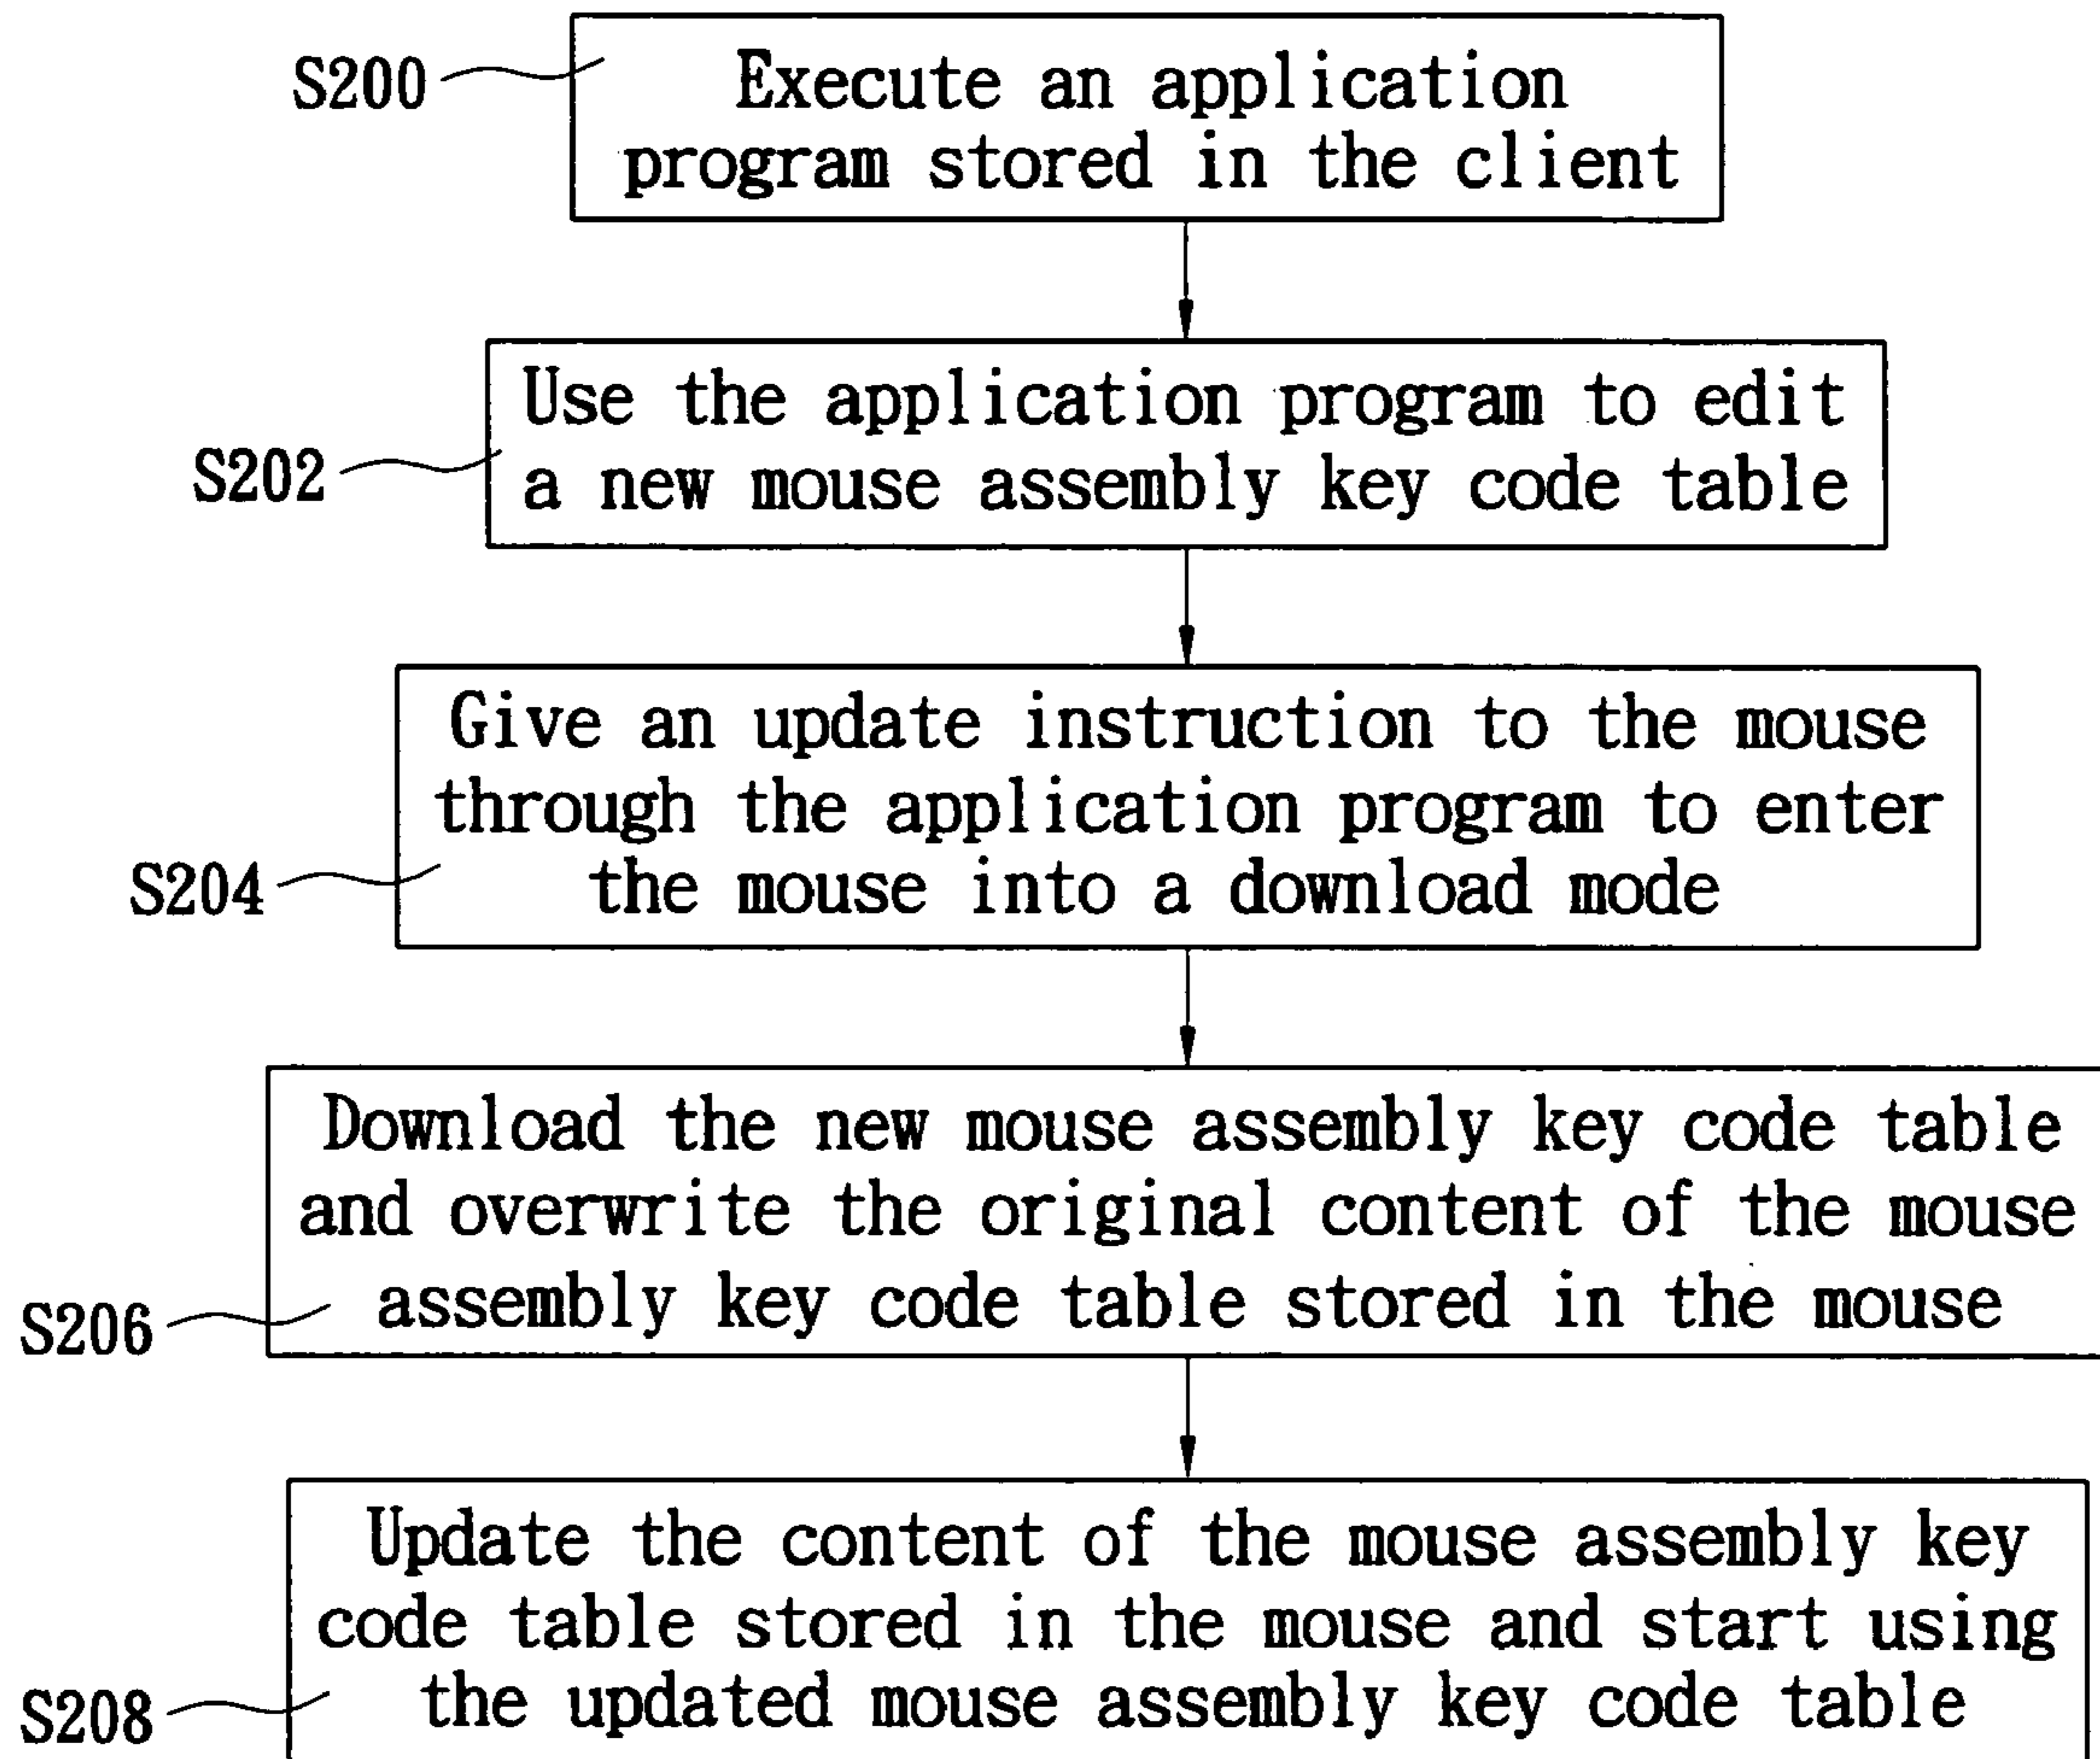 S200
Execute an application
program stored in the client
Use the application program to edit
S202
a new mouse assembly key code table
Give an update instruction to the mouse
through the application program to enter
S204
the mouse into a download mode
Download the new mouse assembly key code table
and overwrite the original content of the mouse
S206
assembly key code table stored in the mouse
Update the content of the mouse assembly key
code table stored in the mouse and start using
S208
the updated mouse assembly key code table